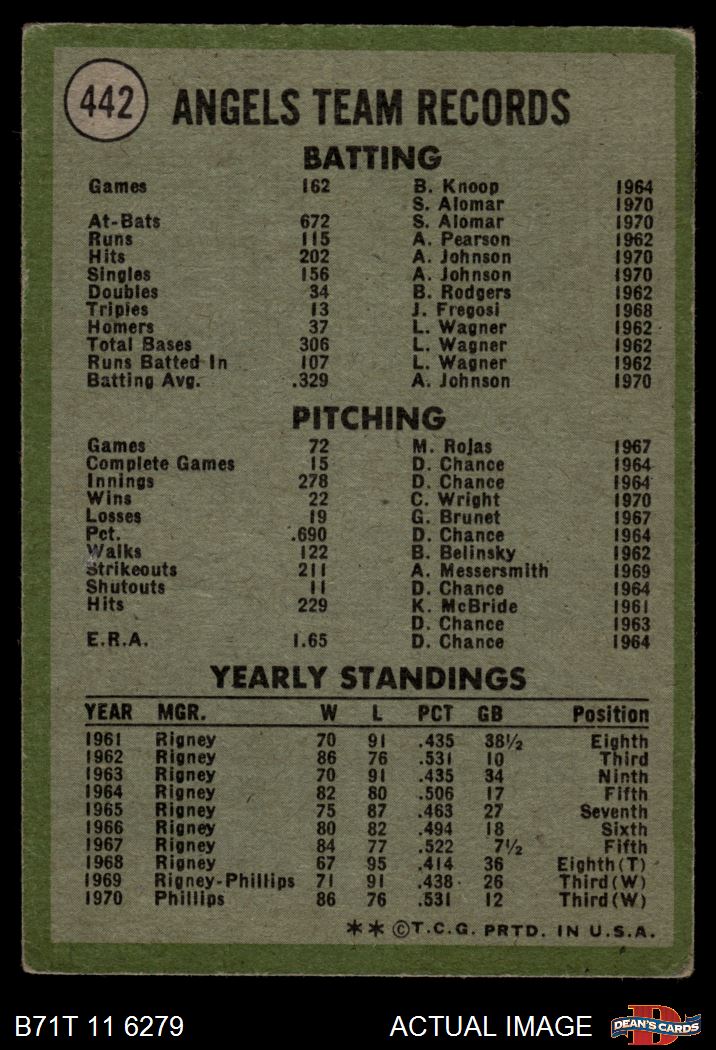 442 ANGELS TEAM RECORDS
BATTING
Games 162 B. Knoop 1964
S. Alomar 1970
At-Bats 672 S. Alomar 1970
Runs 115 A. Pearson 1962
Hits 202 A. Johnson 1970
Singles 156 A. Johnson 1970
Doubles 34 B. Rodgers 1962
Triples 13 J. Fregosi 1968
Homers 37 L. Wagner 1962
Total Bases 306 L. Wagner 1962
Runs Batted In 107 L. Wagner 1962
Batting Avg. .329 A. Johnson 1970
PITCHING
Games 72 M. Rojas 1967
Complete Games 15 D. Chance 1964
Innings 278 D. Chance 1964
Wins 22 C. Wright 1970
Losses 19 G. Brunet 1967
Pct. .690 D. Chance 1964
Walks 122 B. Belinsky 1962
Strikeouts 211 A. Messersmith 1969
Shutouts 11 D. Chance 1964
Hits 229 K. McBride 1961
D. Chance 1963
E.R.A. 1.65 D. Chance 1964
YEARLY STANDINGS
YEAR MGR. W L PCT GB Position
1961 Rigney 70 91 .435 38½ Eighth
1962 Rigney 86 76 .531 10 Third
1963 Rigney 70 91 .435 34 Ninth
1964 Rigney 82 80 .506 17 Fifth
1965 Rigney 75 87 .463 27 Seventh
1966 Rigney 80 82 .494 18 Sixth
1967 Rigney 84 77 .522 7½ Fifth
1968 Rigney 67 95 .414 36 Eighth(T)
1969 Rigney-Phillips 71 91 .438 26 Third(W)
1970 Phillips 86 76 .531 12 Third(W)
** ©T.C.G. PRTD. IN U.S.A.
B71T 11 6279 ACTUAL IMAGE D DEAN'S CARDS